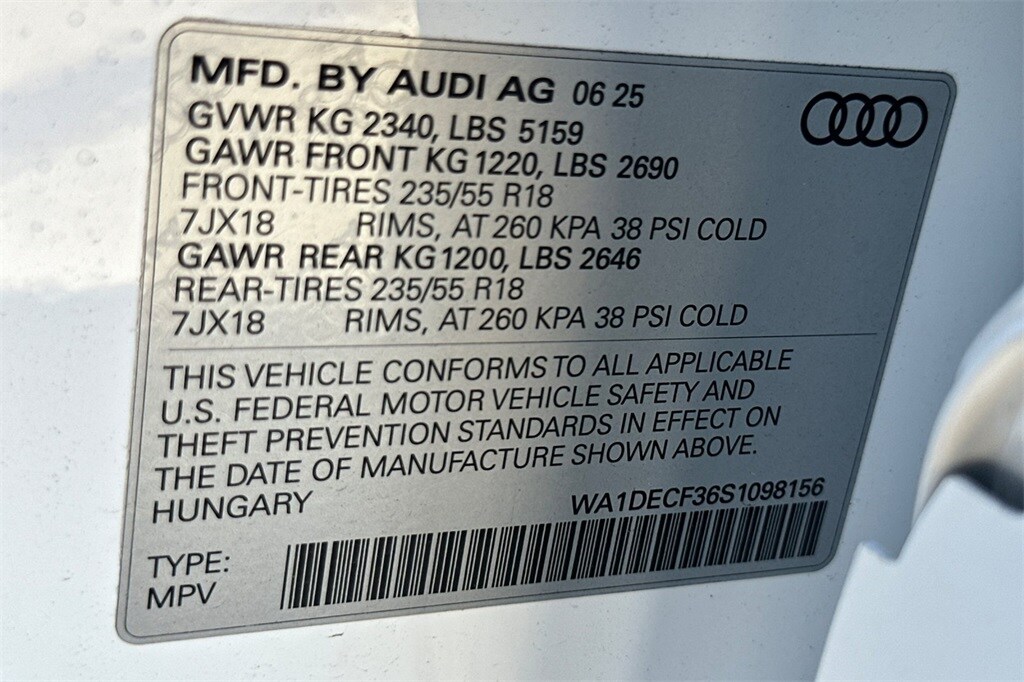 MFD. BY AUDI AG 06 25
GVWR KG 2340, LBS 5159
GAWR FRONT KG 1220, LBS 2690
FRONT-TIRES 235/55 R18
7JX18 RIMS, AT 260 KPA 38 PSI COLD
GAWR REAR KG 1200, LBS 2646
REAR-TIRES 235/55 R18
7JX18 RIMS, AT 260 KPA 38 PSI COLD
THIS VEHICLE CONFORMS TO ALL APPLICABLE
U.S. FEDERAL MOTOR VEHICLE SAFETY AND
THEFT PREVENTION STANDARDS IN EFFECT ON
THE DATE OF MANUFACTURE SHOWN ABOVE.
HUNGARY WA1DECF36S1098156
TYPE:
MPV